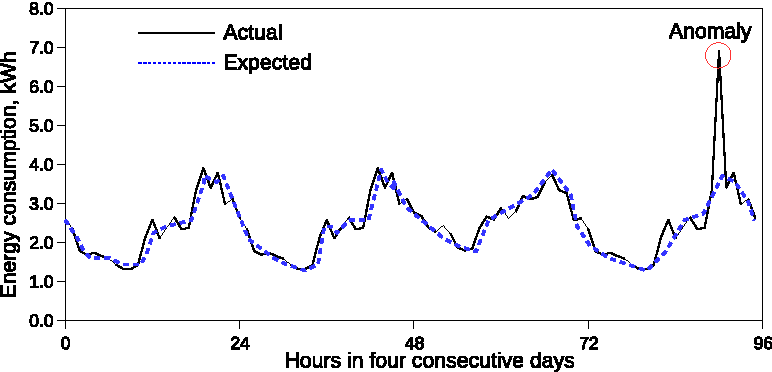 8.0
7.0
6.0
5.0
4.0
3.0
2.0
1.0
0.0
Energy consumption, kWh
Actual
Expected
Anomaly
0
24
48
72
96
Hours in four consecutive days